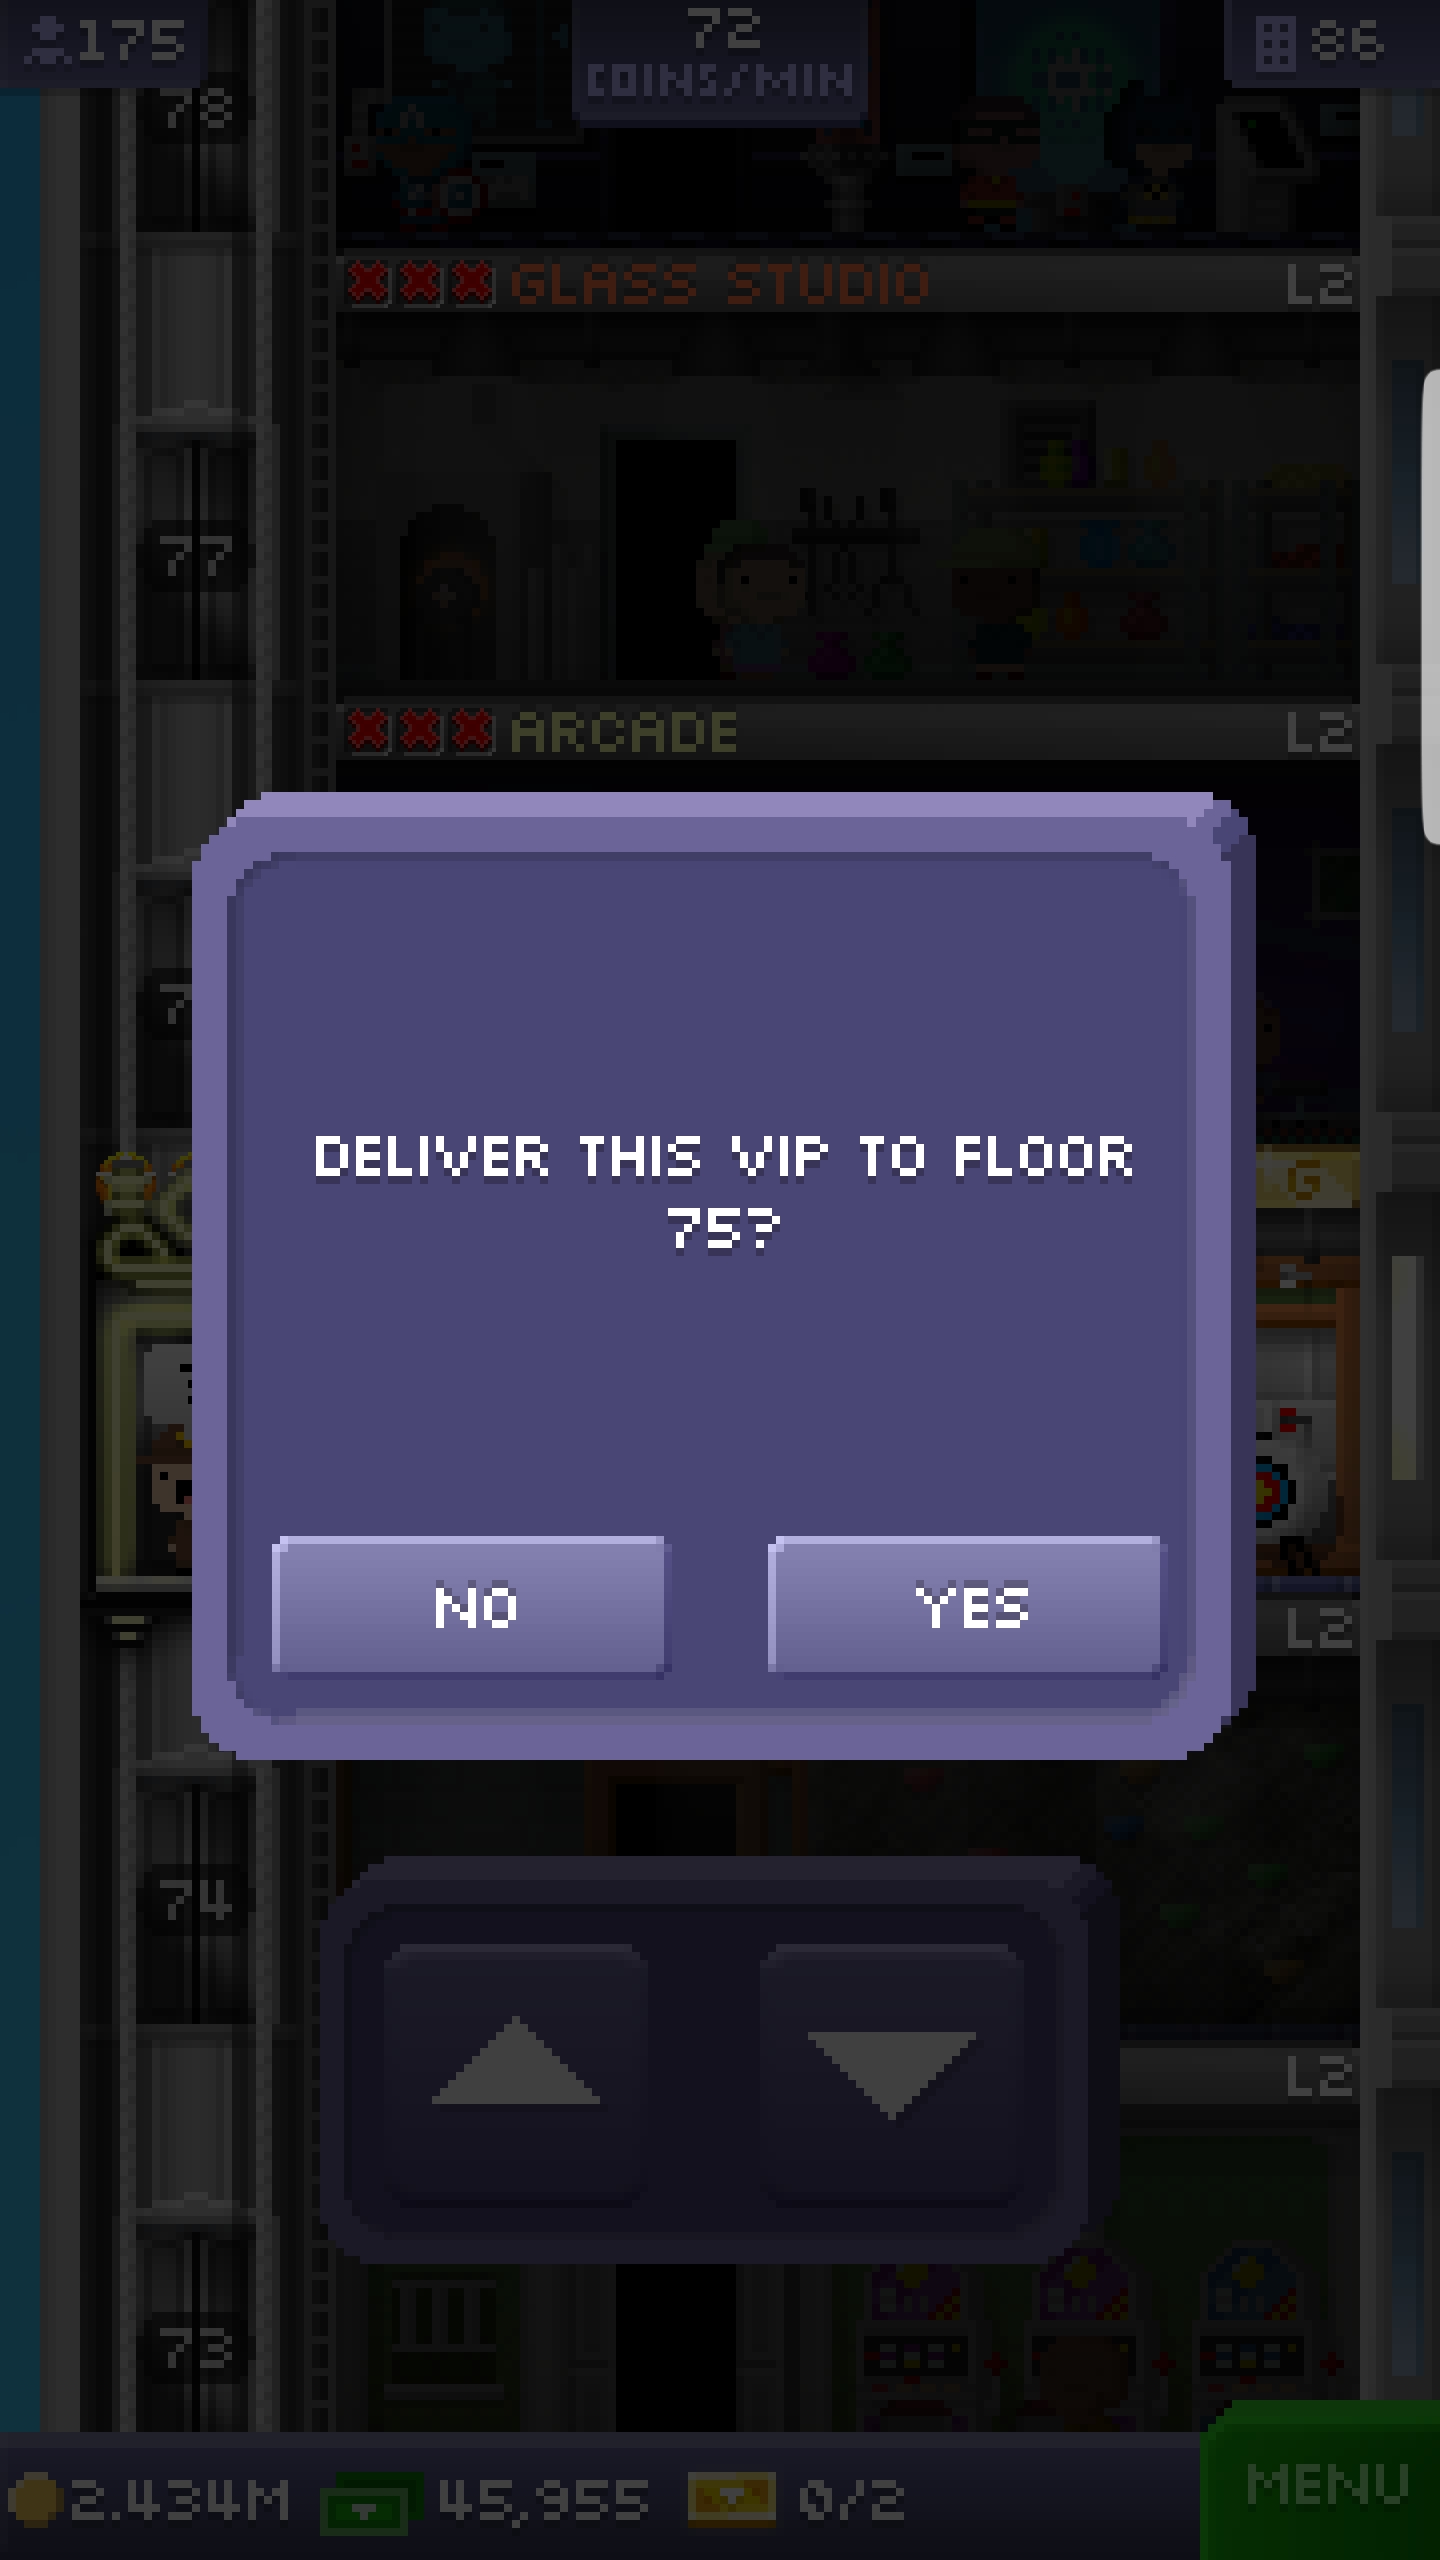 175
72
COINS/MIN
86
78
GLASS STUDIO
L2
77
ARCADE
L2
DELIVER THIS VIP TO FLOOR
75?
G
NO
YES
L2
74
L2
73
2.434M
45,955
0/2
MENU